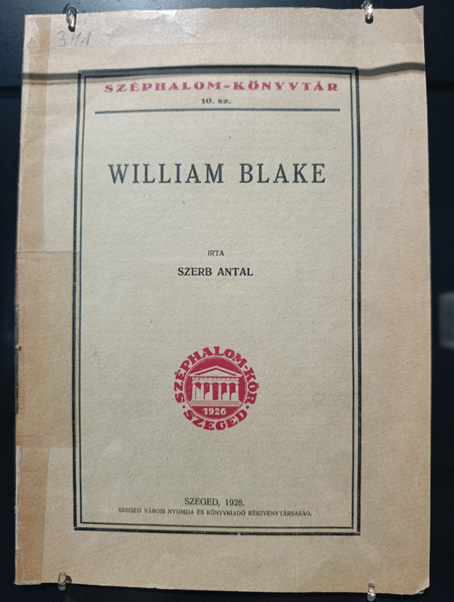 341
SZÉPHALOM-KÖNYVTÁR
10. sz.
WILLIAM BLAKE
IRTA
SZERB ANTAL
SZÉPHALOM-KÖR
1926
SZEGED
SZEGED, 1928.
SZEGED VÁROSI NYOMDA ÉS KÖNYVKIADÓ RÉSZVÉNYTÁRSASÁG.